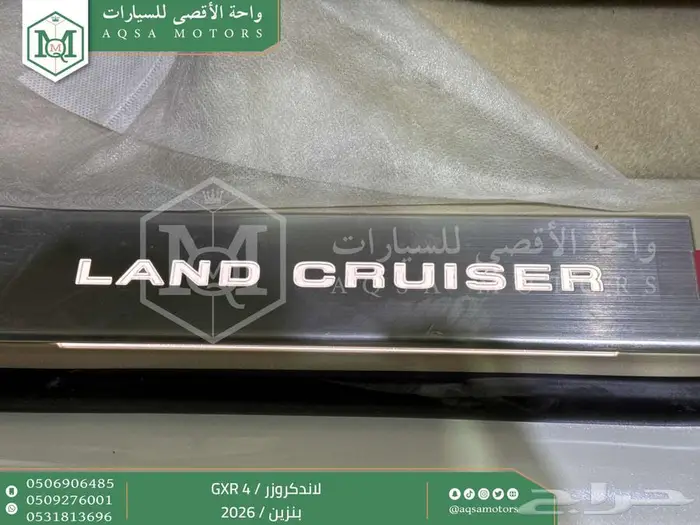 واحة الأقصى للسيارات
AQSA MOTORS
MQ
واحة الأقصى للسيارات
AQSA MOTORS
LAND CRUISER
0506906485
0509276001
0531813696
لاندكروزر / GXR 4
بنزين / 2026
@aqsamotors
حراج